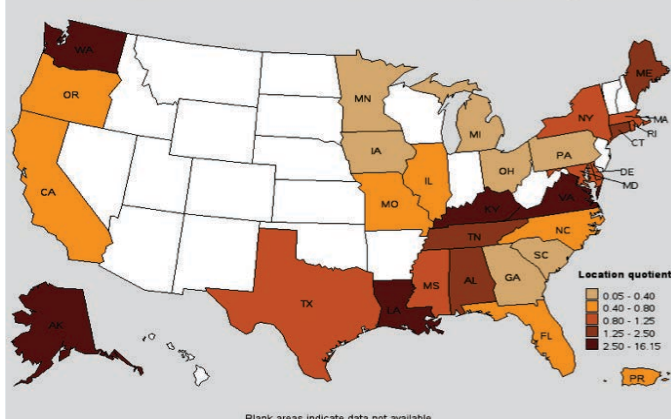 WA
ME
OR
MN
NY
MA
MI
RI
CT
IA
PA
OH
DE
IL
MD
CA
MO
KY
VA
TN
NC
SC
Location quotient
MS
AL
GA
0.05 - 0.40
0.40 - 0.80
TX
0.80 - 1.25
LA
1.25 - 2.50
AK
2.50 - 16.15
FL
PR
Blank areas indicate data not available